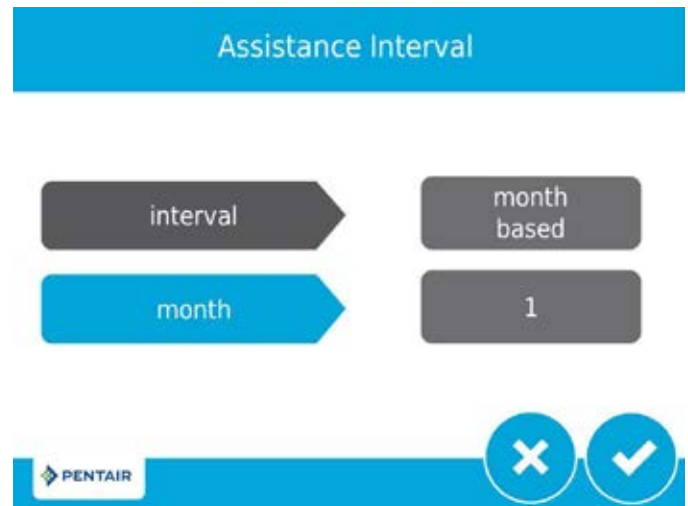 Assistance Interval
interval
month
based
month
1
PENTAIR